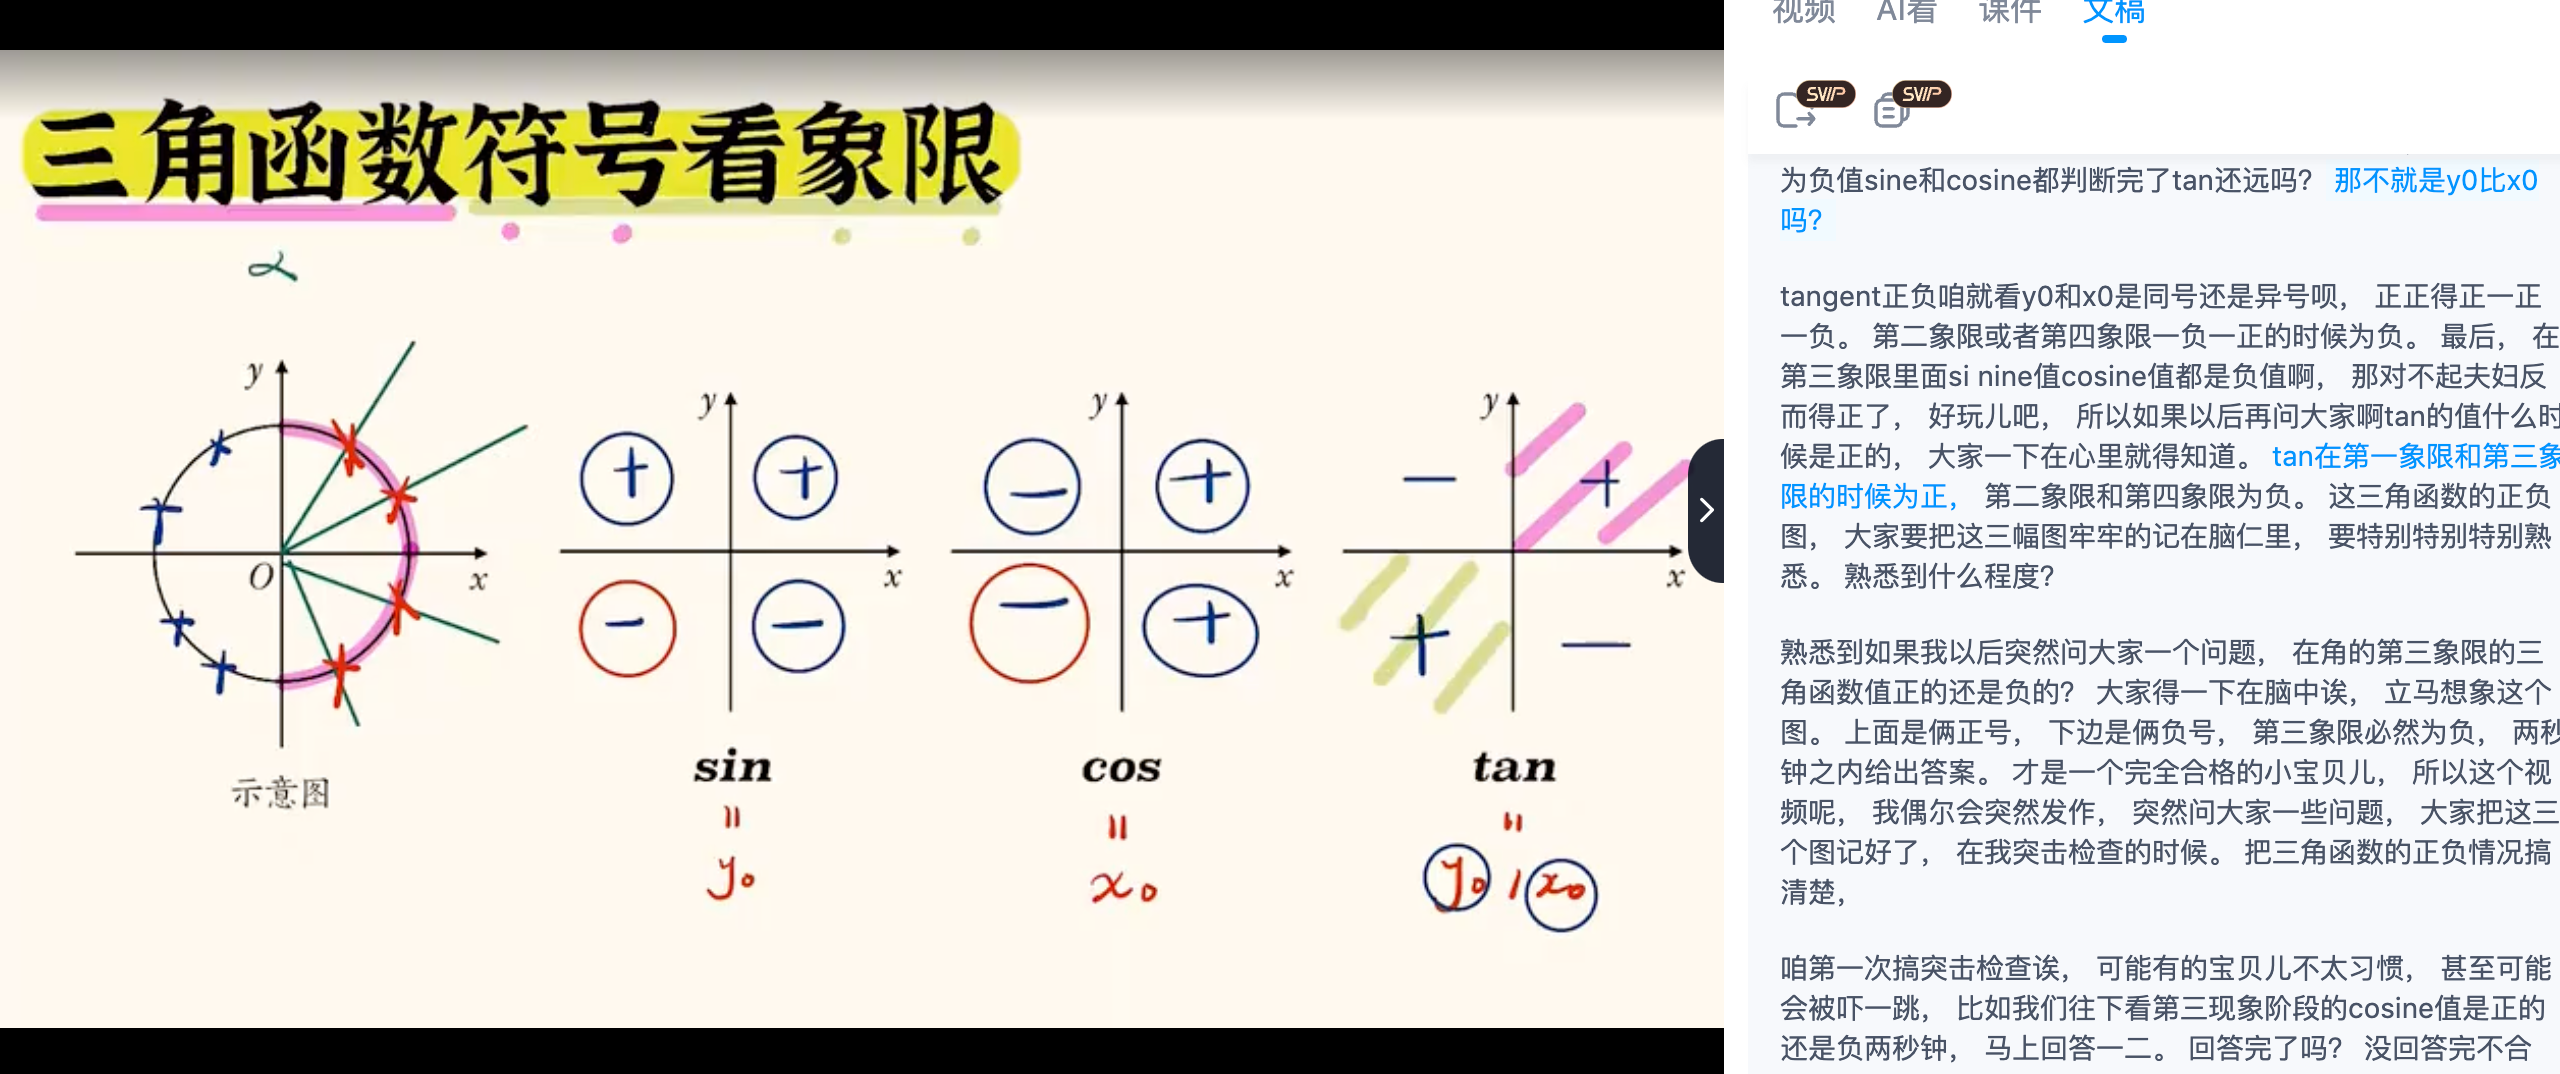 三角函数符号看象限
α
y
O
x
示意图
y
+
+
x
-
-
sin
=
y₀
y
-
+
x
-
+
cos
=
x₀
y
-
+
x
+
-
tan
=
y₀ / x₀
视频 AI看 课件 文稿
SVIP SVIP
为负值sine和cosine都判断完了tan还远吗? 那不就是y0比x0
吗?
tangent正负咱就看y0和x0是同号还是异号呗, 正正得正一正
一负。 第二象限或者第四象限一负一正的时候为负。 最后, 在
第三象限里面si nine值cosine值都是负值啊, 那对不起夫妇反
而得正了, 好玩儿吧, 所以如果以后再问大家啊tan的值什么时
候是正的, 大家一下在心里就得知道。 tan在第一象限和第三象
限的时候为正, 第二象限和第四象限为负。 这三角函数的正负
图, 大家要把这三幅图牢牢的记在脑仁里, 要特别特别特别熟
悉。 熟悉到什么程度?
熟悉到如果我以后突然问大家一个问题, 在角的第三象限的三
角函数值正的还是负的? 大家得一下在脑中诶, 立马想象这个
图。 上面是俩正号, 下边是俩负号, 第三象限必然为负, 两秒
钟之内给出答案。 才是一个完全合格的小宝贝儿, 所以这个视
频呢, 我偶尔会突然发作, 突然问大家一些问题, 大家把这三
个图记好了, 在我突击检查的时候。 把三角函数的正负情况搞
清楚,
咱第一次搞突击检查诶, 可能有的宝贝儿不太习惯, 甚至可能
会被吓一跳, 比如我们往下看第三现象阶段的cosine值是正的
还是负两秒钟, 马上回答一二。 回答完了吗? 没回答完不合